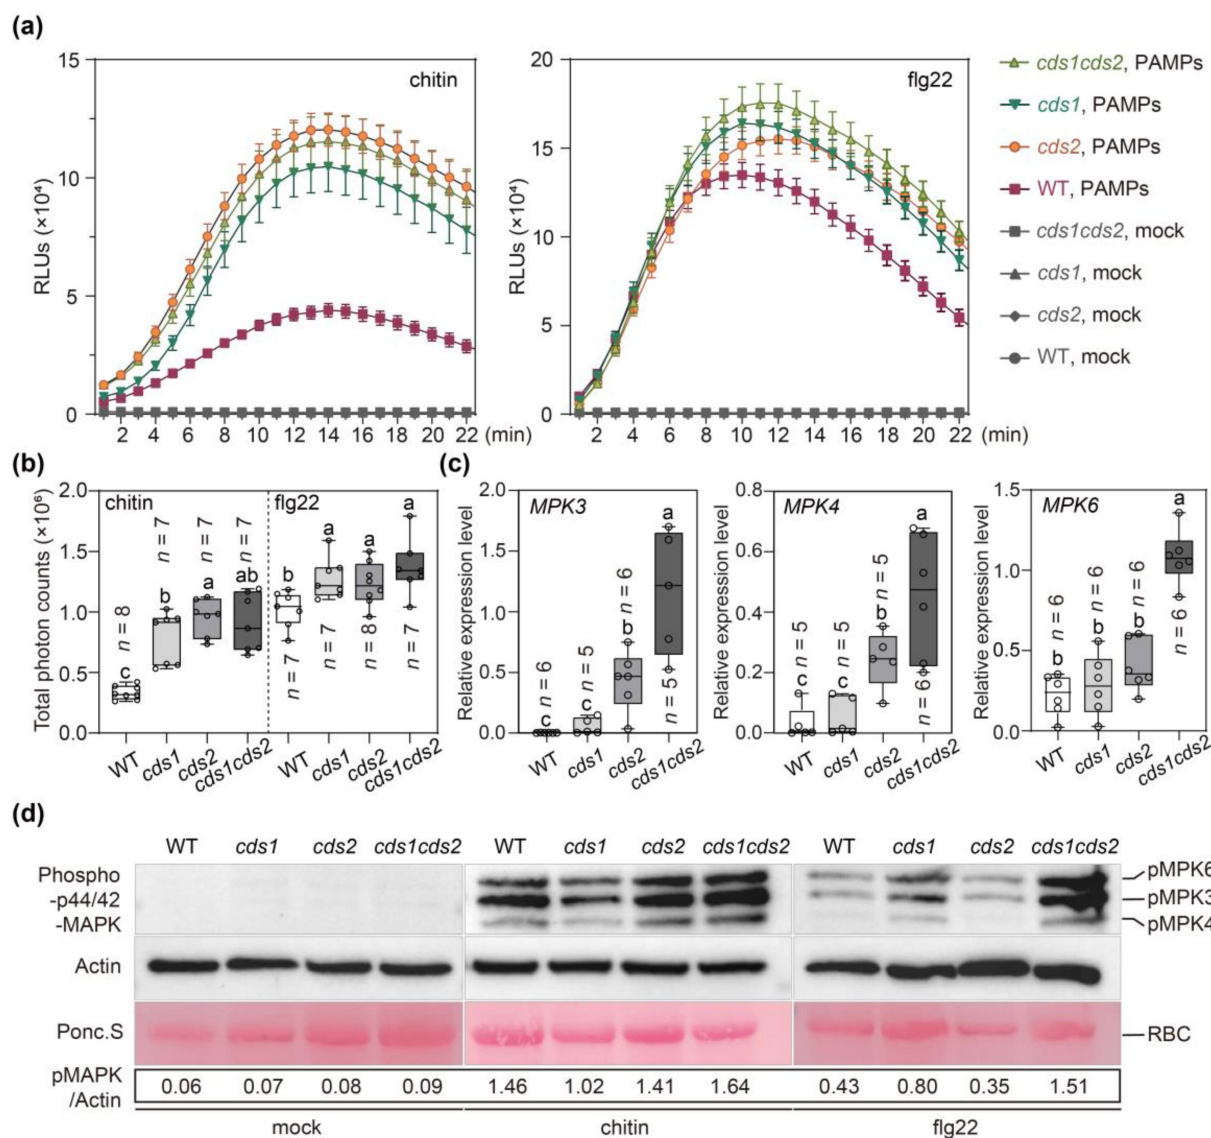 (a)
15
chitin
10
5
0
RLUs (×10⁴)
2 4 6 8 10 12 14 16 18 20 22 (min)
20
flg22
15
10
5
0
RLUs (×10⁴)
2 4 6 8 10 12 14 16 18 20 22 (min)
cds1cds2, PAMPs
cds1, PAMPs
cds2, PAMPs
WT, PAMPs
cds1cds2, mock
cds1, mock
cds2, mock
WT, mock
(b)
Total photon counts (×10⁶)
2.0
1.5
1.0
0.5
0
chitin
flg22
c n = 8
b n = 7
a n = 7
ab n = 7
b n = 7
a n = 7
a n = 8
a n = 7
WT cds1 cds2 cds1cds2 WT cds1 cds2 cds1cds2
(c)
Relative expression level
2.0
1.5
1.0
0.5
0.0
MPK3
c n = 6
c n = 5
b n = 6
a n = 5
WT cds1 cds2 cds1cds2
Relative expression level
0.8
0.6
0.4
0.2
0.0
MPK4
c n = 5
c n = 5
b n = 5
a n = 6
WT cds1 cds2 cds1cds2
Relative expression level
1.5
1.0
0.5
0.0
MPK6
b n = 6
b n = 6
b n = 6
a n = 6
WT cds1 cds2 cds1cds2
(d)
WT cds1 cds2 cds1cds2 WT cds1 cds2 cds1cds2 WT cds1 cds2 cds1cds2
Phospho
-p44/42
-MAPK
pMPK6
pMPK3
pMPK4
Actin
Ponc.S
RBC
pMAPK
/Actin
0.06 0.07 0.08 0.09 1.46 1.02 1.41 1.64 0.43 0.80 0.35 1.51
mock chitin flg22